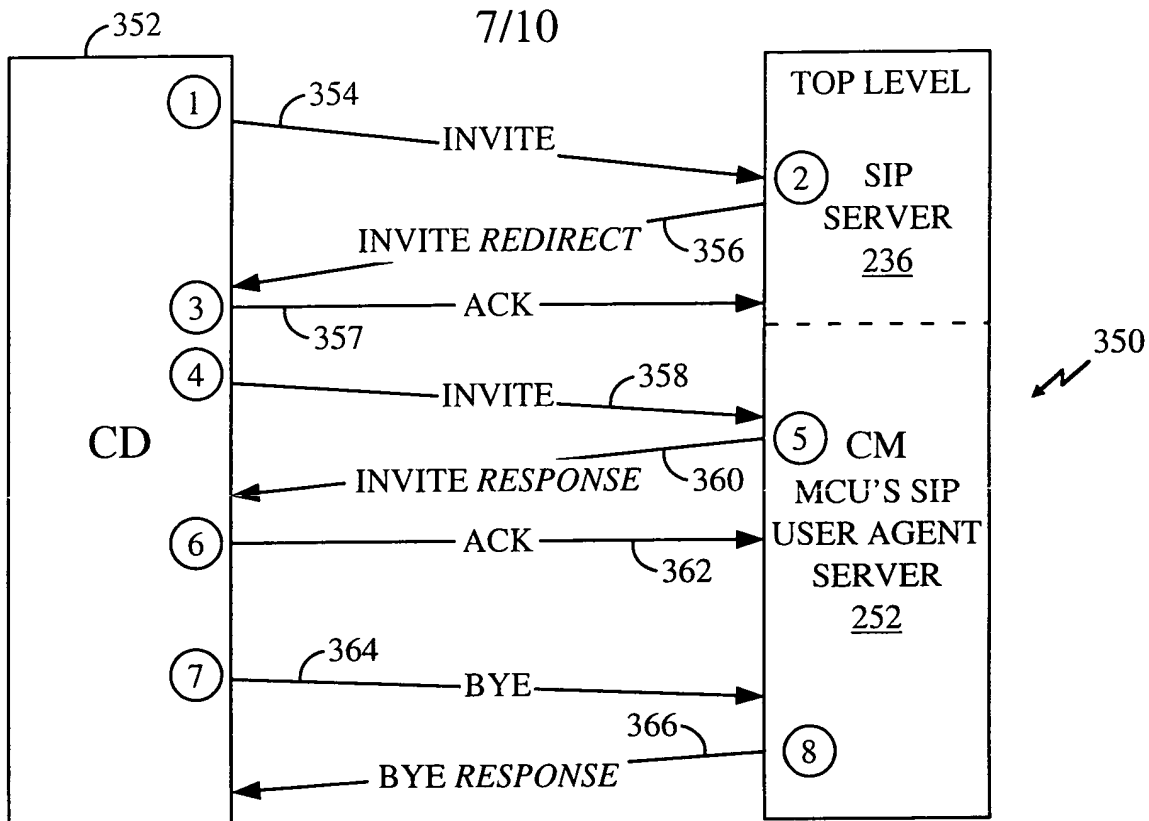 7/10
352
TOP LEVEL
1
354
INVITE
2
SIP
SERVER
236
INVITE REDIRECT
356
3
ACK
357
350
4
358
INVITE
CD
5
CM
360
INVITE RESPONSE
MCU'S SIP
USER AGENT
SERVER
252
6
ACK
362
7
364
BYE
366
8
BYE RESPONSE